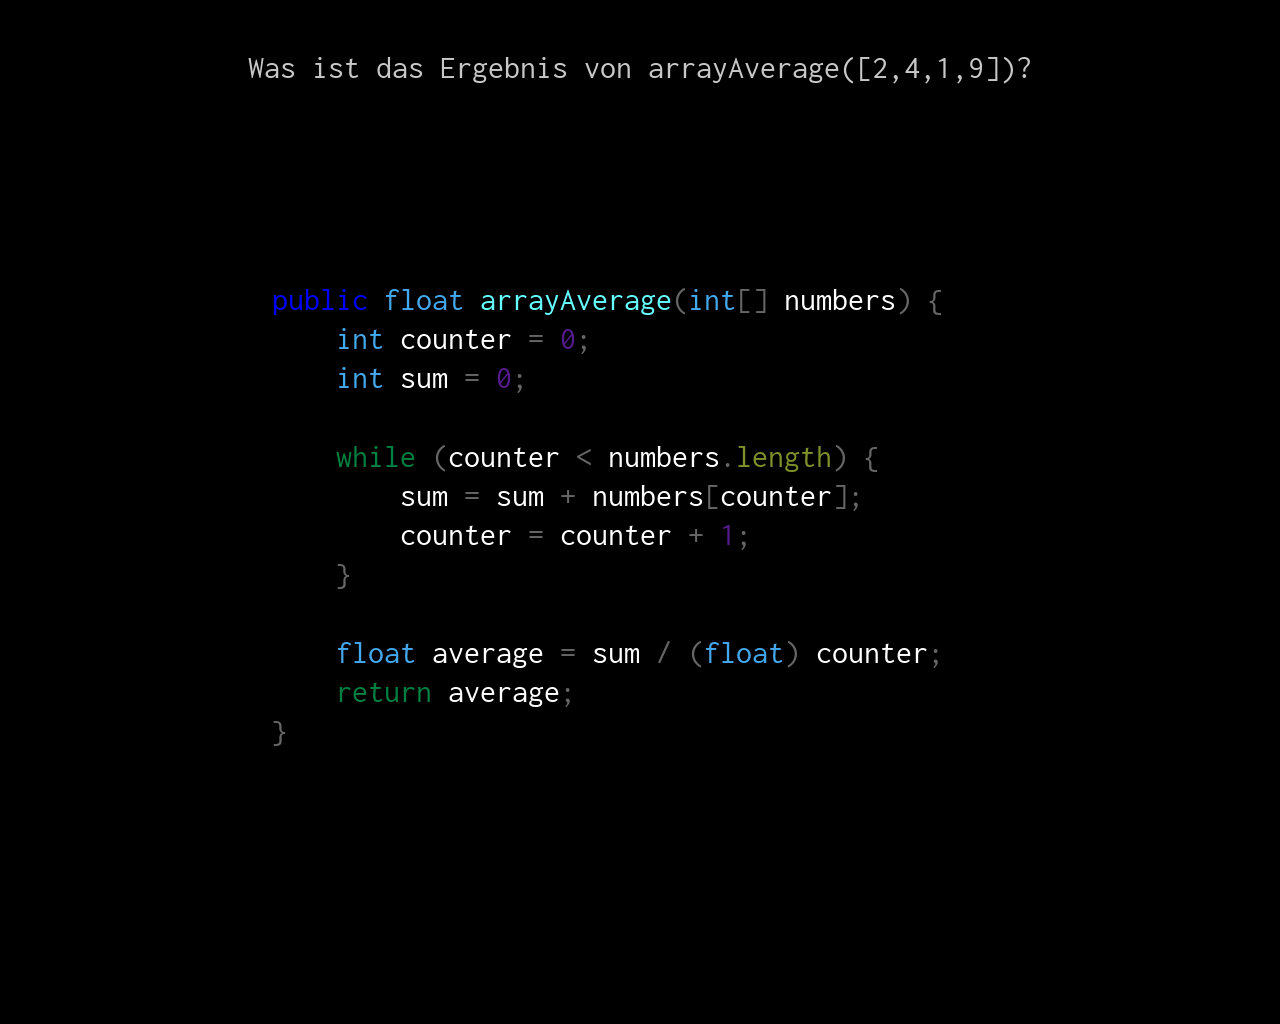 Was ist das Ergebnis von arrayAverage([2,4,1,9])?
public float arrayAverage(int[] numbers) {
    int counter = 0;
    int sum = 0;
    while (counter < numbers.length) {
        sum = sum + numbers[counter];
        counter = counter + 1;
    }
    float average = sum / (float) counter;
    return average;
}